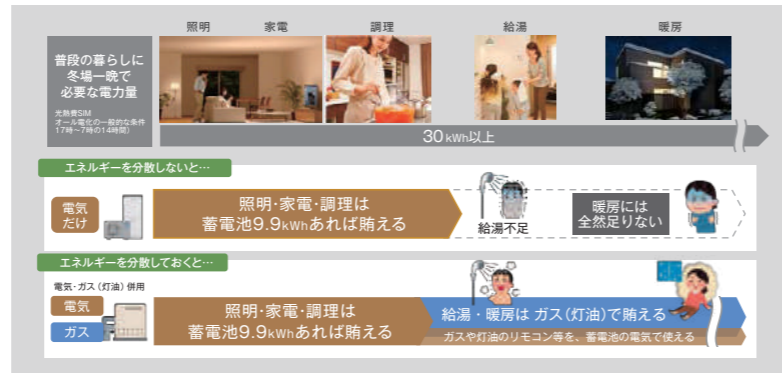 照明 家電 調理 給湯 暖房
普段の暮らしに
冬場一晩で
必要な電力量
光熱費SIM
オール電化の一般的な条件
17時〜7時の14時間)
30kWh以上
エネルギーを分散しないと…
電気
だけ
照明・家電・調理は
蓄電池9.9kWhあれば賄える
給湯不足
暖房には
全然足りない
エネルギーを分散しておくと…
電気・ガス(灯油)併用
電気
ガス
照明・家電・調理は
蓄電池9.9kWhあれば賄える
給湯・暖房は ガス(灯油)で賄える
ガスや灯油のリモコン等を、蓄電池の電気で使える